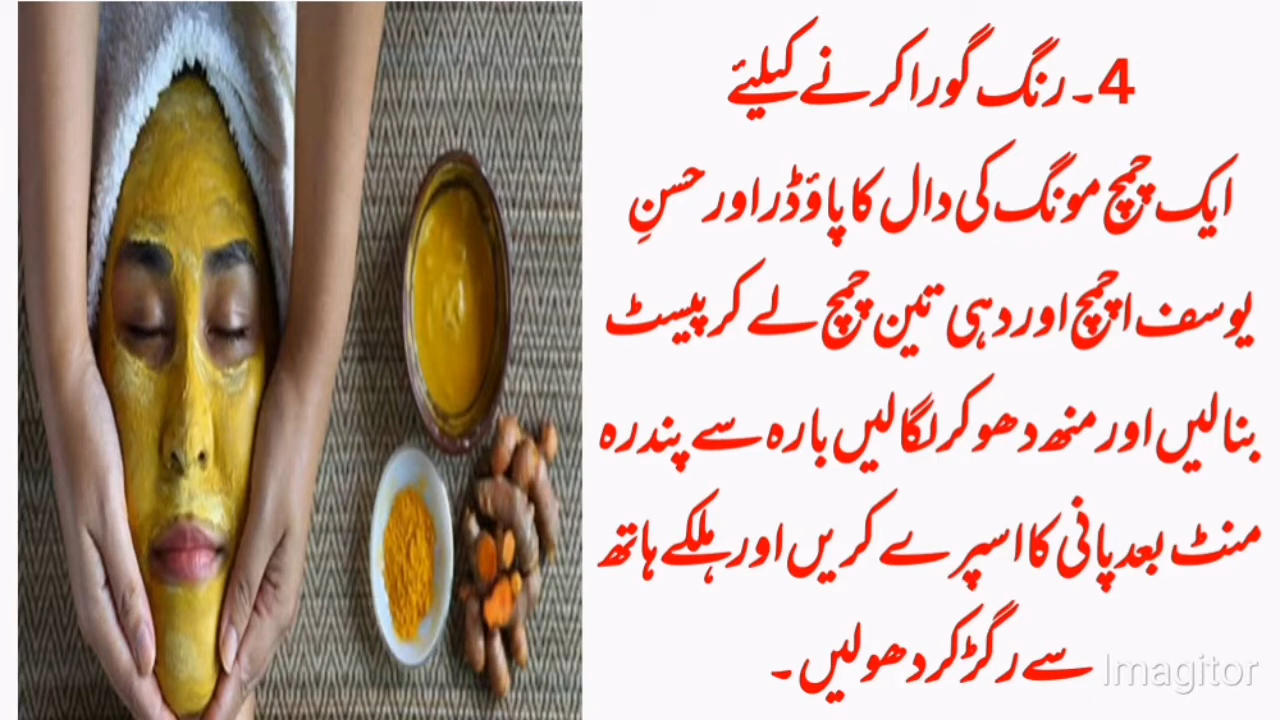 4۔ رنگ گورا کرنے کیلئے
ایک چمچ مونگ کی دال کا پاؤڈر اور حسنِ
یوسف ا چمچ اور دہی تین چمچ لے کر پیسٹ
بنا لیں اور منھ دھو کر لگا لیں بارہ سے پندرہ
منٹ بعد پانی کا اسپرے کریں اور ہلکے ہاتھ
سے رگڑ کر دھو لیں۔
Imagitor